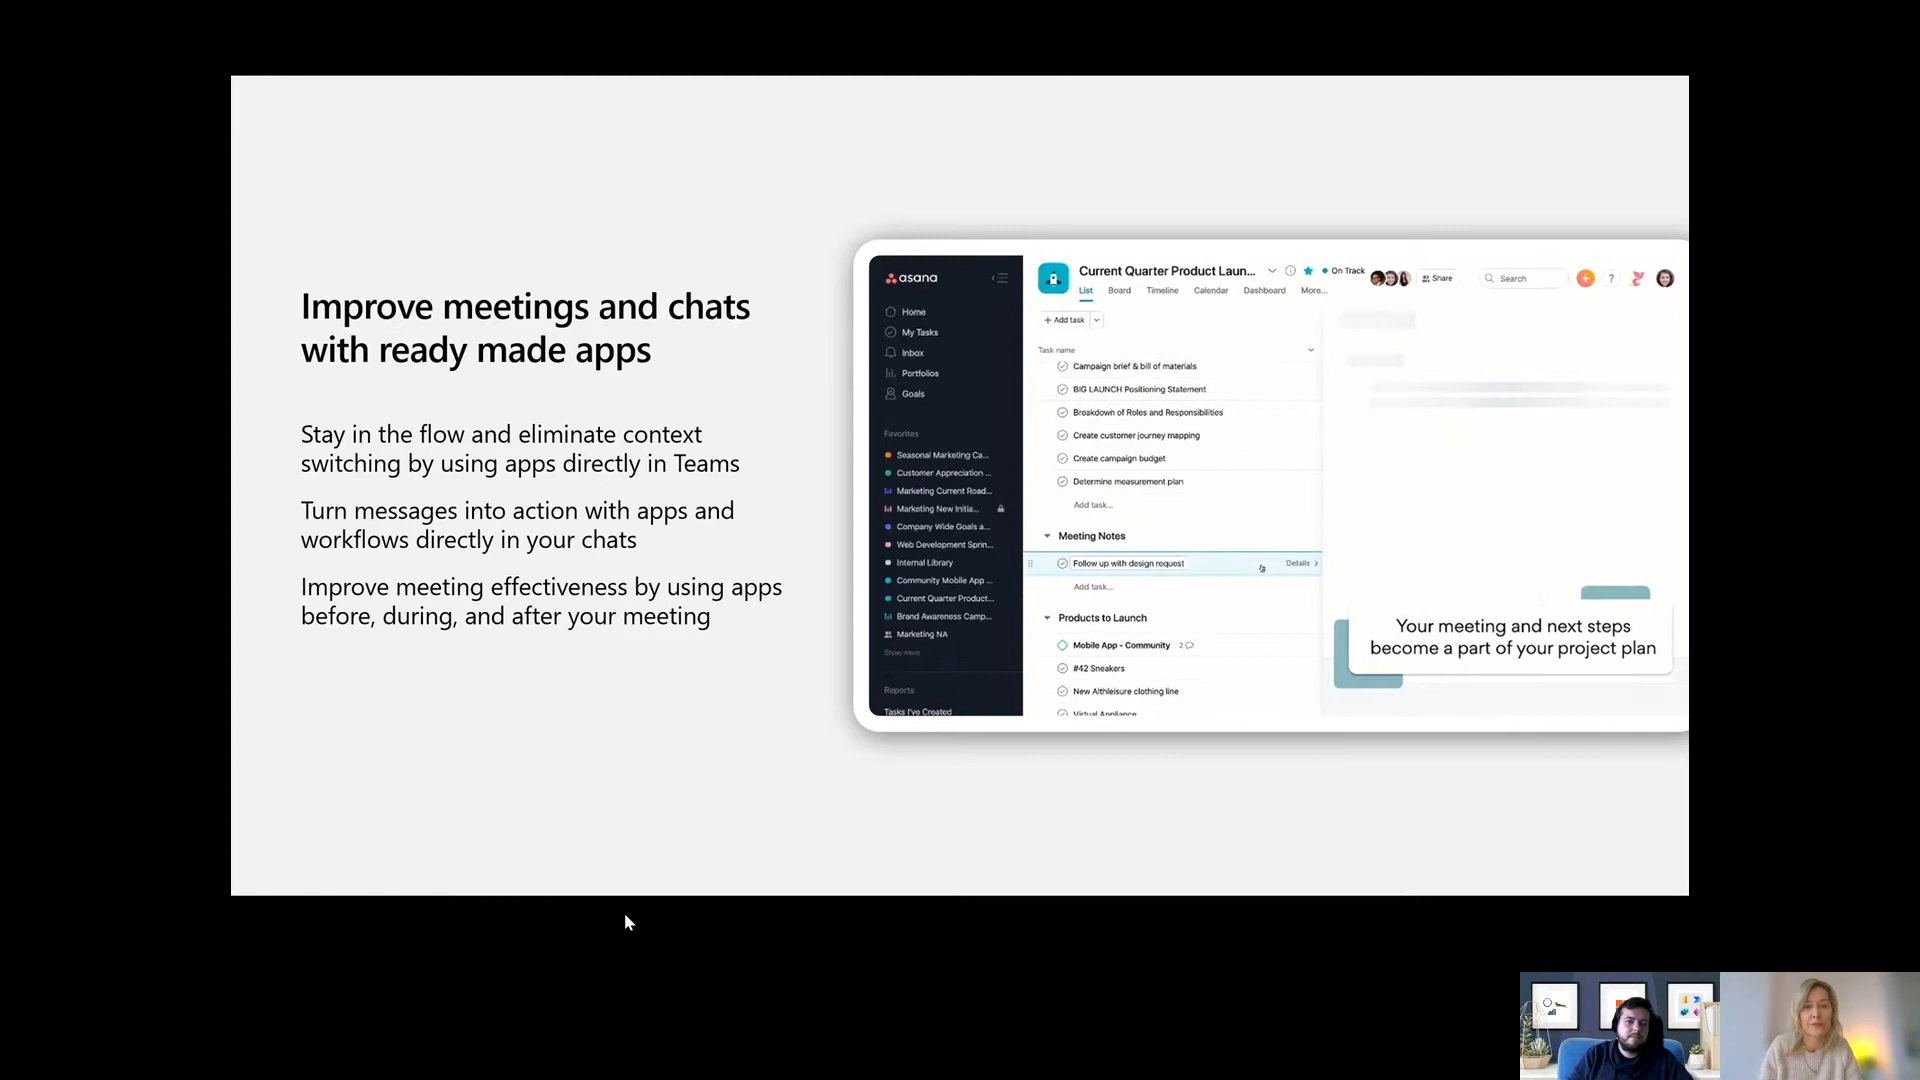 Improve meetings and chats
with ready made apps
Stay in the flow and eliminate context
switching by using apps directly in Teams
Turn messages into action with apps and
workflows directly in your chats
Improve meeting effectiveness by using apps
before, during, and after your meeting
asana
Home
My Tasks
Inbox
Portfolios
Goals
Favorites
Seasonal Marketing Ca...
Customer Appreciation ...
Marketing Current Road...
Marketing New Initia...
Company Wide Goals a...
Web Development Sprin...
Internal Library
Community Mobile App ...
Current Quarter Product...
Brand Awareness Camp...
Marketing NA
Show more
Reports
Tasks I've Created
Current Quarter Product Laun...
On Track
Share
Search
?
List Board Timeline Calendar Dashboard More...
+ Add task
Task name
Campaign brief & bill of materials
BIG LAUNCH Positioning Statement
Breakdown of Roles and Responsibilities
Create customer journey mapping
Create campaign budget
Determine measurement plan
Add task...
Meeting Notes
Follow up with design request
Details
Add task...
Products to Launch
Mobile App - Community 2
#42 Sneakers
New Althleisure clothing line
Virtual Appliance
Your meeting and next steps
become a part of your project plan